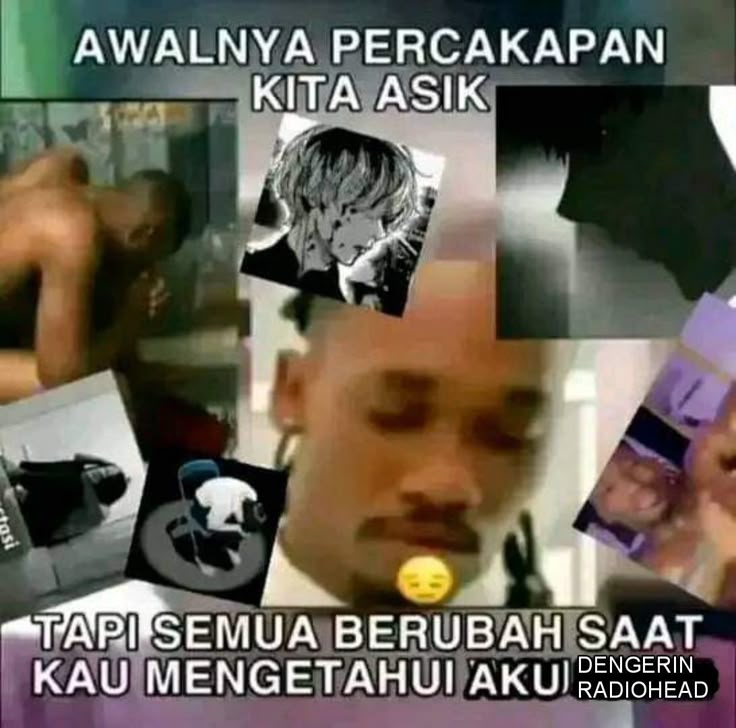 AWALNYA PERCAKAPAN
KITA ASIK
TAPI SEMUA BERUBAH SAAT
KAU MENGETAHUI AKU DENGERIN
RADIOHEAD